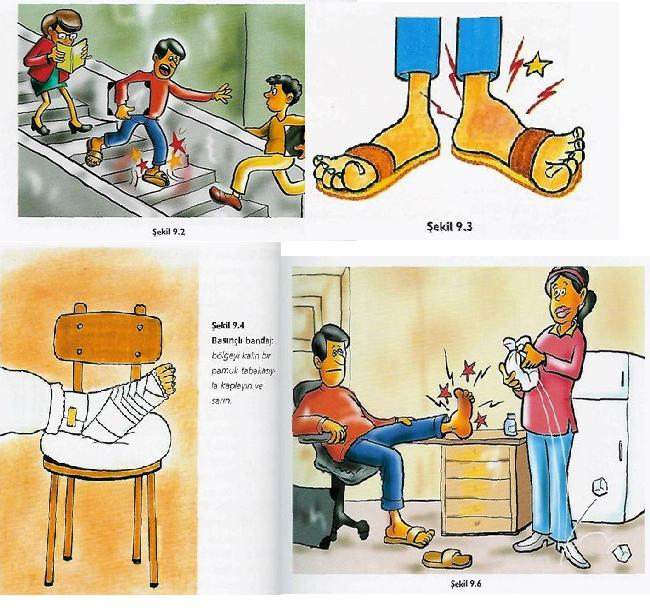 Şekil 9.2
Şekil 9.3
Şekil 9.4
Basınçlı bandaj:
bölgeyi kalın bir
pamuk tabakasıy-
la kaplayın ve
sarın.
Şekil 9.6